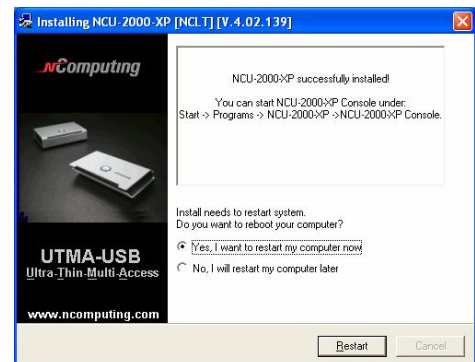 Installing NCU-2000-XP [NCLT] [V.4.02.139]
nComputing
NCU-2000-XP successfully installed!
You can start NCU-2000-XP Console under:
Start -> Programs -> NCU-2000-XP ->NCU-2000-XP Console.
Install needs to restart system.
Do you want to reboot your computer?
Yes, I want to restart my computer now
No, I will restart my computer later
UTMA-USB
Ultra-Thin-Multi-Access
www.ncomputing.com
Restart
Cancel